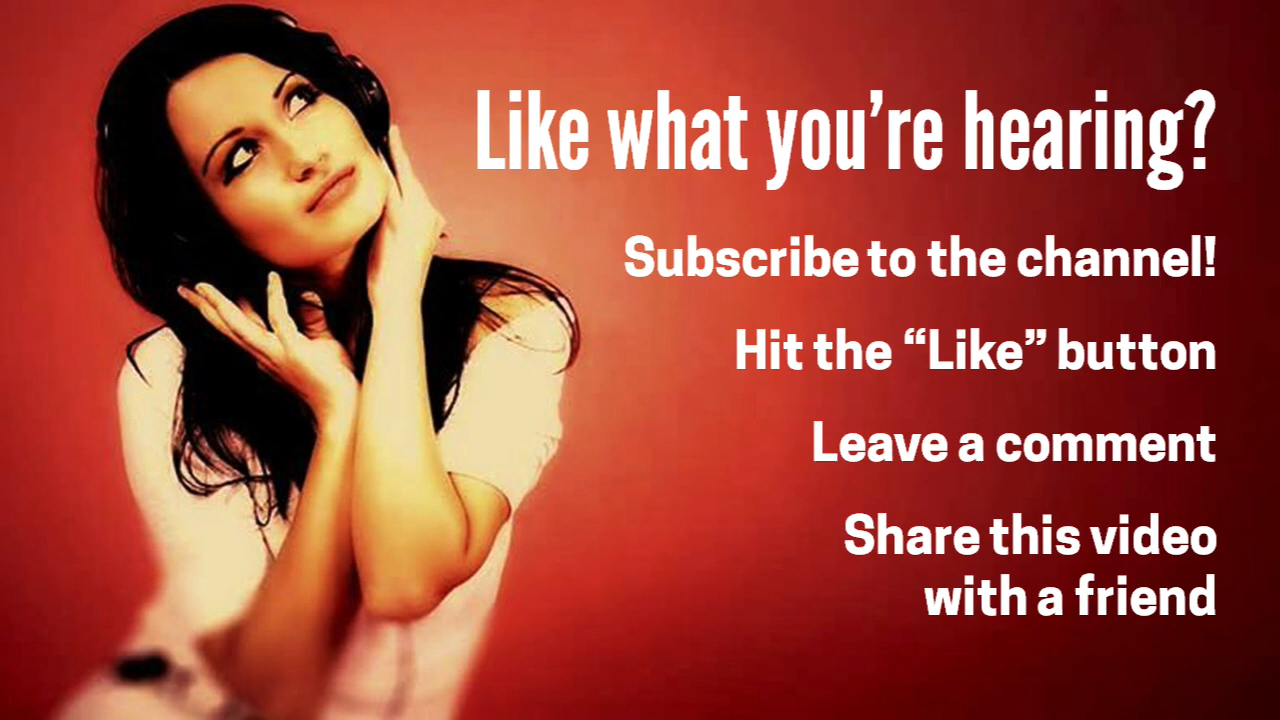 Like what you’re hearing?
Subscribe to the channel!
Hit the “Like” button
Leave a comment
Share this video
with a friend